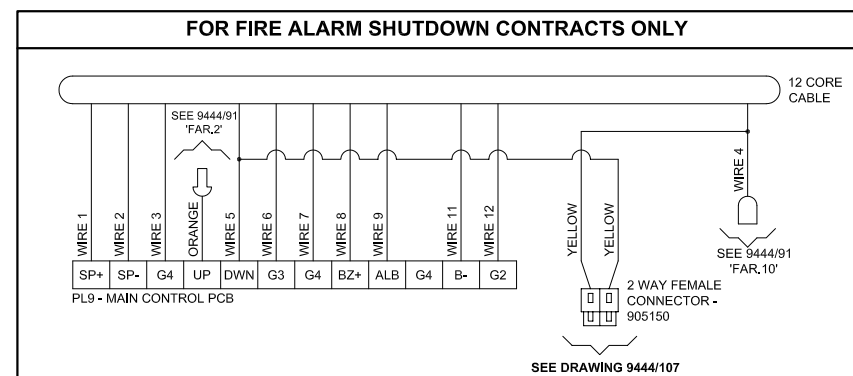 FOR FIRE ALARM SHUTDOWN CONTRACTS ONLY
12 CORE
CABLE
SEE 9444/91
'FAR.2'
WIRE 1
WIRE 2
WIRE 3
ORANGE
WIRE 5
WIRE 6
WIRE 7
WIRE 8
WIRE 9
WIRE 11
WIRE 12
YELLOW
YELLOW
WIRE 4
SEE 9444/91
'FAR.10'
SP+ SP- G4 UP DWN G3 G4 BZ+ ALB G4 B- G2
PL9 - MAIN CONTROL PCB
2 WAY FEMALE
CONNECTOR -
905150
SEE DRAWING 9444/107